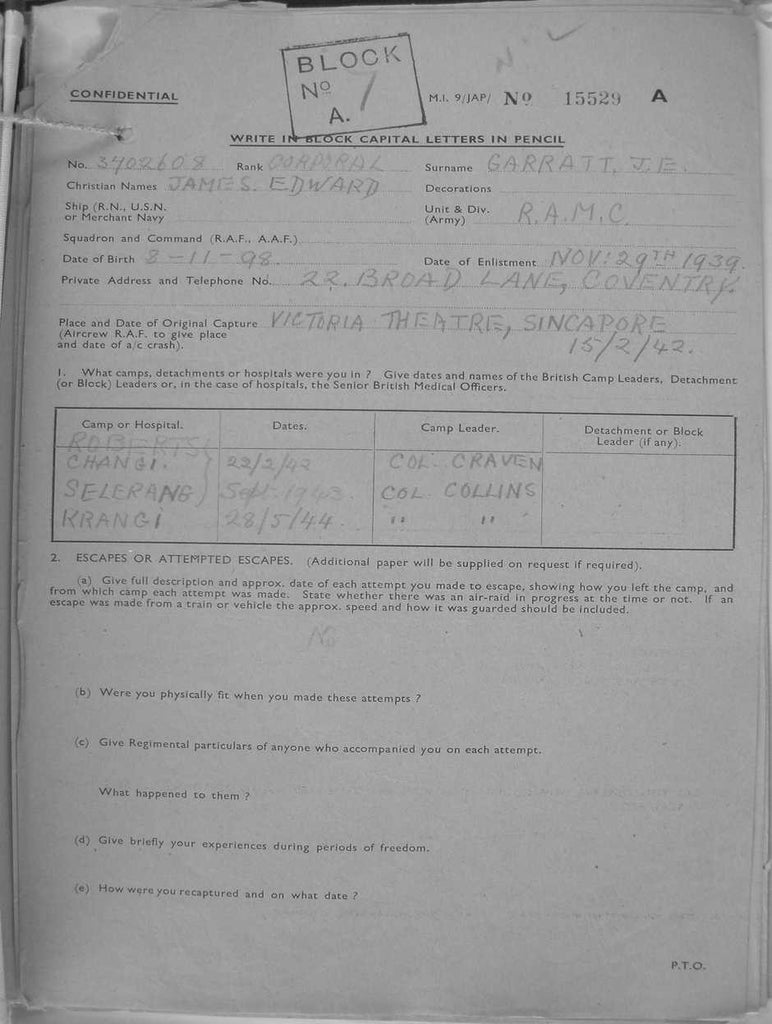 BLOCK
Nº 1
A.
CONFIDENTIAL
M.I. 9/JAP/ Nº 15529 A
WRITE IN BLOCK CAPITAL LETTERS IN PENCIL
No. 3702608 Rank CORPORAL Surname GARRATT, J.E.
Christian Names JAMES. EDWARD Decorations
Ship (R.N., U.S.N. or Merchant Navy Unit & Div. (Army) R.A.M.C.
Squadron and Command (R.A.F., A.A.F.)
Date of Birth 8-11-98. Date of Enlistment NOV: 29TH 1939.
Private Address and Telephone No. 22. BROAD LANE, COVENTRY.
Place and Date of Original Capture VICTORIA THEATRE, SINGAPORE
(Aircrew R.A.F. to give place
and date of a/c crash). 15/2/42.
1. What camps, detachments or hospitals were you in ? Give dates and names of the British Camp Leaders, Detachment
(or Block) Leaders or, in the case of hospitals, the Senior British Medical Officers.
Camp or Hospital. Dates. Camp Leader. Detachment or Block Leader (if any).
ROBERTS
CHANGI. 22/2/42 COL. CRAVEN
SELERANG Sept. 1943. COL. COLLINS
KRANGI 28/5/44. " "
2. ESCAPES OR ATTEMPTED ESCAPES. (Additional paper will be supplied on request if required).
(a) Give full description and approx. date of each attempt you made to escape, showing how you left the camp, and
from which camp each attempt was made. State whether there was an air-raid in progress at the time or not. If an
escape was made from a train or vehicle the approx. speed and how it was guarded should be included.
No
(b) Were you physically fit when you made these attempts ?
(c) Give Regimental particulars of anyone who accompanied you on each attempt.
What happened to them ?
(d) Give briefly your experiences during periods of freedom.
(e) How were you recaptured and on what date ?
P.T.O.